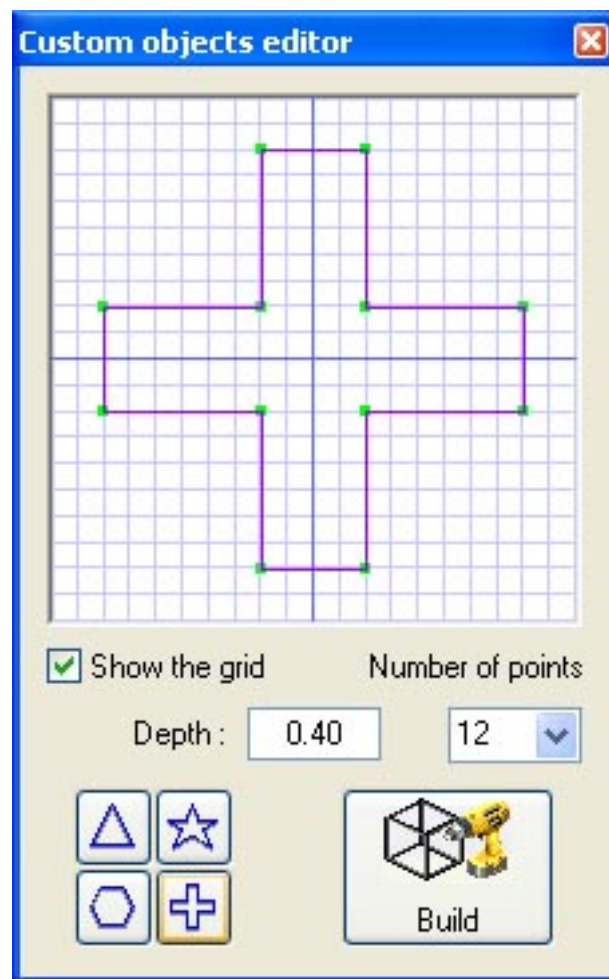 Custom objects editor
Show the grid
Number of points
Depth : 0.40
12
Build